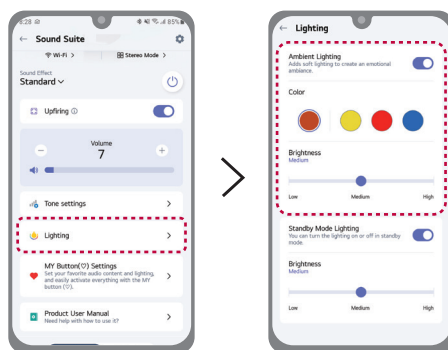 8:28
85%
← Sound Suite
Wi-Fi >
Stereo Mode >
Sound Effect
Standard
Upfiring
Volume
7
Tone settings >
Lighting >
MY Button(♡) Settings >
Set your favorite audio content and lighting,
and easily activate everything with the MY
button (♡).
Product User Manual >
Need help with how to use it?
← Lighting
Ambient Lighting
Adds soft lighting to create an emotional
ambience.
Color
Brightness
Medium
Low Medium High
Standby Mode Lighting
You can turn the lighting on or off in standby
mode.
Brightness
Medium
Low Medium High